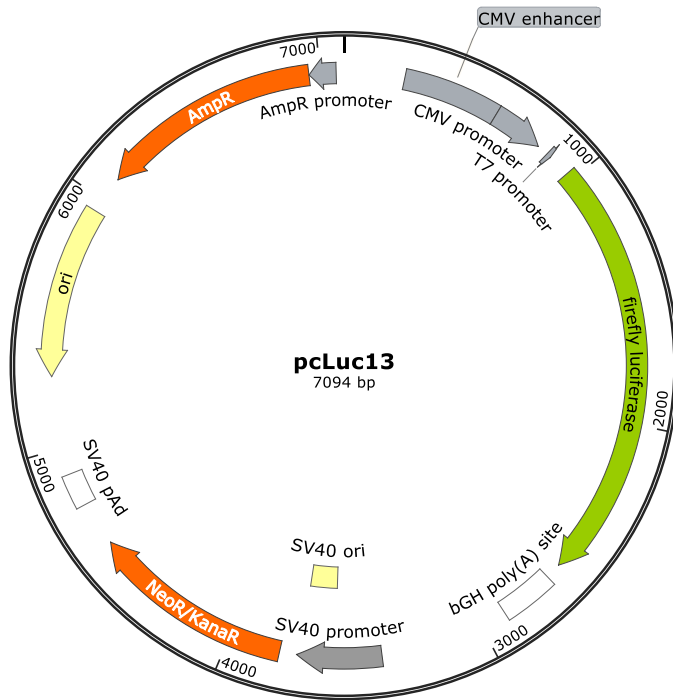 CMV enhancer
7000
AmpR
AmpR promoter
CMV promoter
T7 promoter
1000
6000
ori
firefly luciferase
pcLuc13
7094 bp
2000
5000
SV40 pAd
SV40 ori
bGH poly(A) site
NeoR/KanaR
SV40 promoter
3000
4000